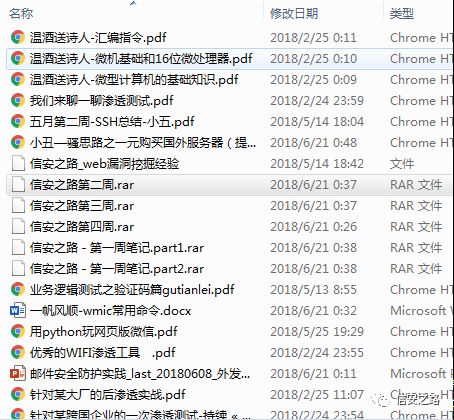 名称 修改日期 类型
温酒送诗人-汇编指令.pdf 2018/2/25 0:11 Chrome HT
温酒送诗人-微机基础和16位微处理器.pdf 2018/2/25 0:10 Chrome HT
温酒送诗人-微型计算机的基础知识.pdf 2018/2/25 0:09 Chrome HT
我们来聊一聊渗透测试.pdf 2018/2/24 23:59 Chrome HT
五月第二周-SSH总结-小五.pdf 2018/5/14 18:04 Chrome HT
小丑—骚思路之一元购买国外服务器（提... 2018/6/21 0:39 Chrome HT
信安之路_web漏洞挖掘经验 2018/5/14 18:42 文件
信安之路第二周.rar 2018/6/21 0:37 RAR 文件
信安之路第三周.rar 2018/6/21 0:37 RAR 文件
信安之路第四周.rar 2018/6/21 0:26 RAR 文件
信安之路 - 第一周笔记.part1.rar 2018/6/21 0:38 RAR 文件
信安之路 - 第一周笔记.part2.rar 2018/6/21 0:38 RAR 文件
业务逻辑测试之验证码篇gutianlei.pdf 2018/5/13 8:55 Chrome HT
一帆风顺-wmic常用命令.docx 2018/6/21 0:32 Microsoft W
用python玩网页版微信.pdf 2018/5/25 19:29 Chrome HT
优秀的WIFI渗透工具 .pdf 2018/2/24 23:55 Chrome HT
邮件安全防护实践_last_20180608_外发... 2018/6/21 0:32 Microsoft
针对某大厂的后渗透实战.pdf 2018/2/25 11:07 Chrome
针对某跨国企业的一次渗透测试-持续 « ... 2018/2/24 23:54 Chrome HT
信安之路